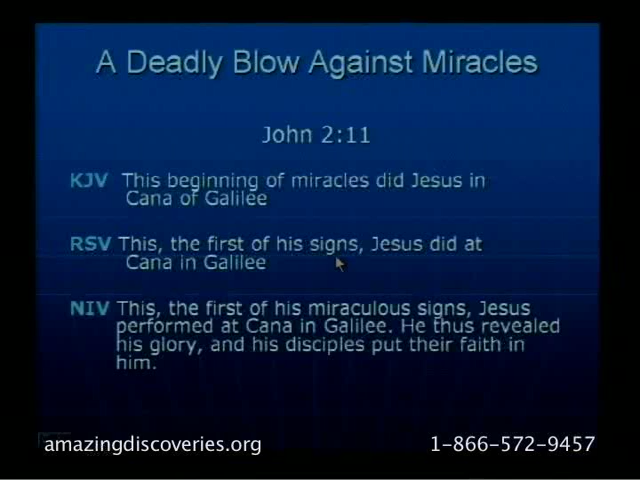 A Deadly Blow Against Miracles
John 2:11
KJV This beginning of miracles did Jesus in
Cana of Galilee
RSV This, the first of his signs, Jesus did at
Cana in Galilee
NIV This, the first of his miraculous signs, Jesus
performed at Cana in Galilee. He thus revealed
his glory, and his disciples put their faith in
him.
amazingdiscoveries.org 1-866-572-9457